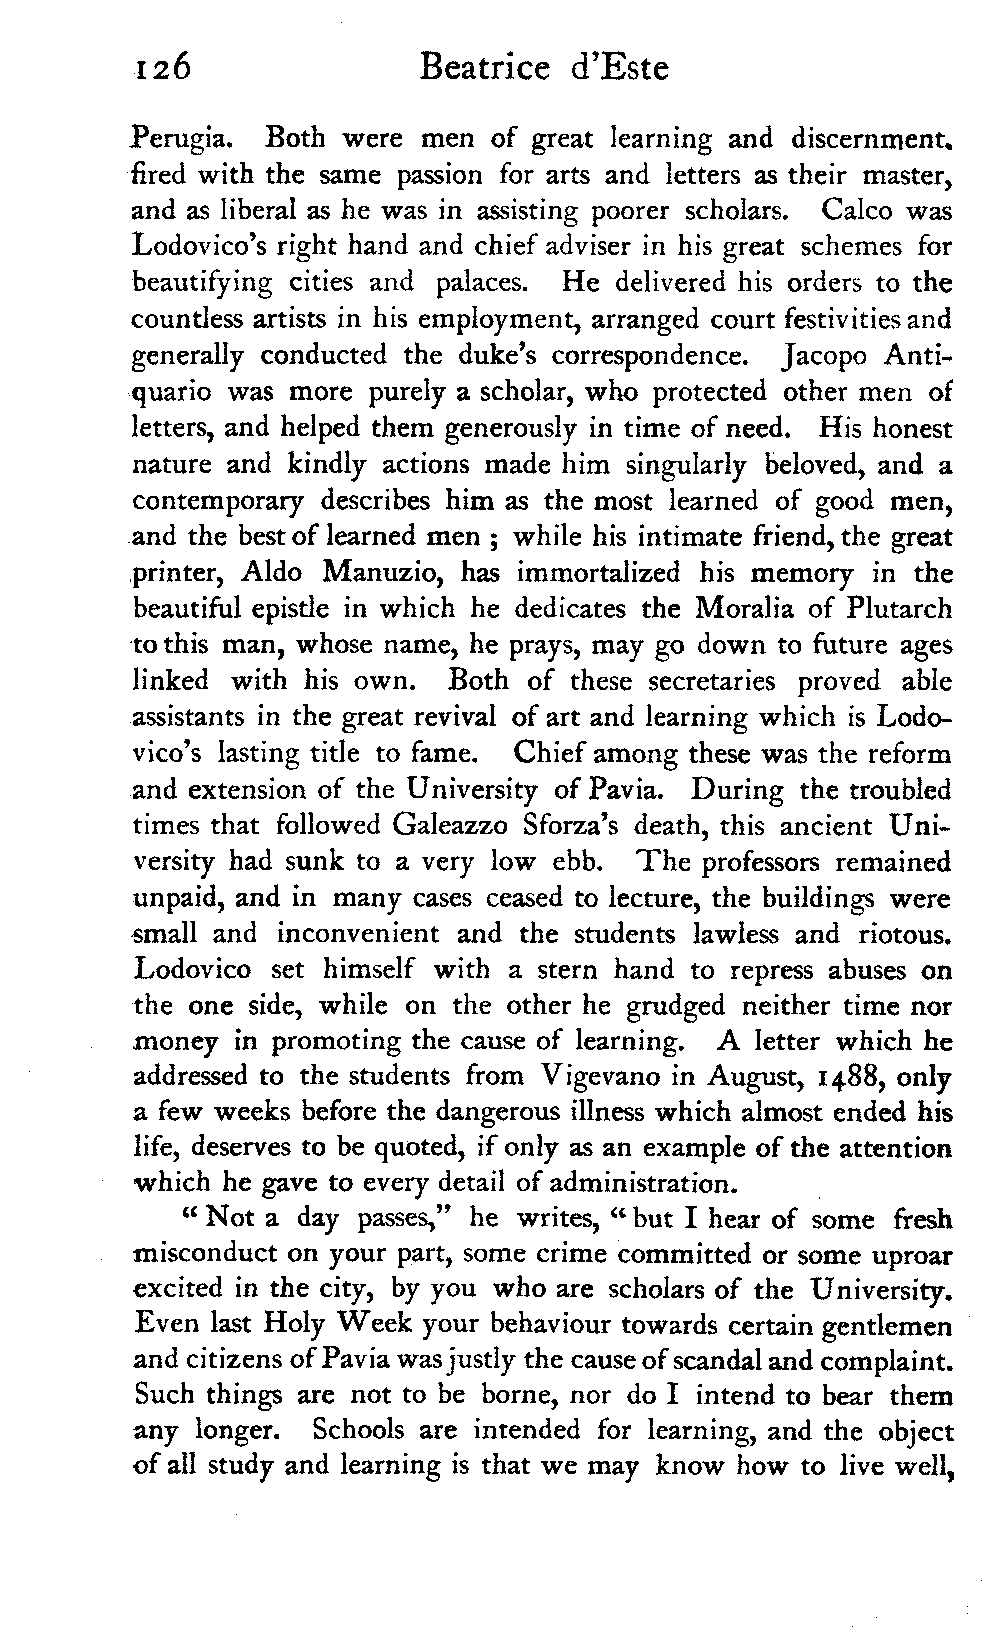 126 Beatrice d'Este
Perugia. Both were men of great learning and discernment.
fired with the same passion for arts and letters as their master,
and as liberal as he was in assisting poorer scholars. Calco was
Lodovico's right hand and chief adviser in his great schemes for
beautifying cities and palaces. He delivered his orders to the
countless artists in his employment, arranged court festivities and
generally conducted the duke's correspondence. Jacopo Anti-
quario was more purely a scholar, who protected other men of
letters, and helped them generously in time of need. His honest
nature and kindly actions made him singularly beloved, and a
contemporary describes him as the most learned of good men,
and the best of learned men ; while his intimate friend, the great
printer, Aldo Manuzio, has immortalized his memory in the
beautiful epistle in which he dedicates the Moralia of Plutarch
to this man, whose name, he prays, may go down to future ages
linked with his own. Both of these secretaries proved able
assistants in the great revival of art and learning which is Lodo-
vico's lasting title to fame. Chief among these was the reform
and extension of the University of Pavia. During the troubled
times that followed Galeazzo Sforza's death, this ancient Uni-
versity had sunk to a very low ebb. The professors remained
unpaid, and in many cases ceased to lecture, the buildings were
small and inconvenient and the students lawless and riotous.
Lodovico set himself with a stern hand to repress abuses on
the one side, while on the other he grudged neither time nor
money in promoting the cause of learning. A letter which he
addressed to the students from Vigevano in August, 1488, only
a few weeks before the dangerous illness which almost ended his
life, deserves to be quoted, if only as an example of the attention
which he gave to every detail of administration.
“ Not a day passes,” he writes, “ but I hear of some fresh
misconduct on your part, some crime committed or some uproar
excited in the city, by you who are scholars of the University.
Even last Holy Week your behaviour towards certain gentlemen
and citizens of Pavia was justly the cause of scandal and complaint.
Such things are not to be borne, nor do I intend to bear them
any longer. Schools are intended for learning, and the object
of all study and learning is that we may know how to live well,